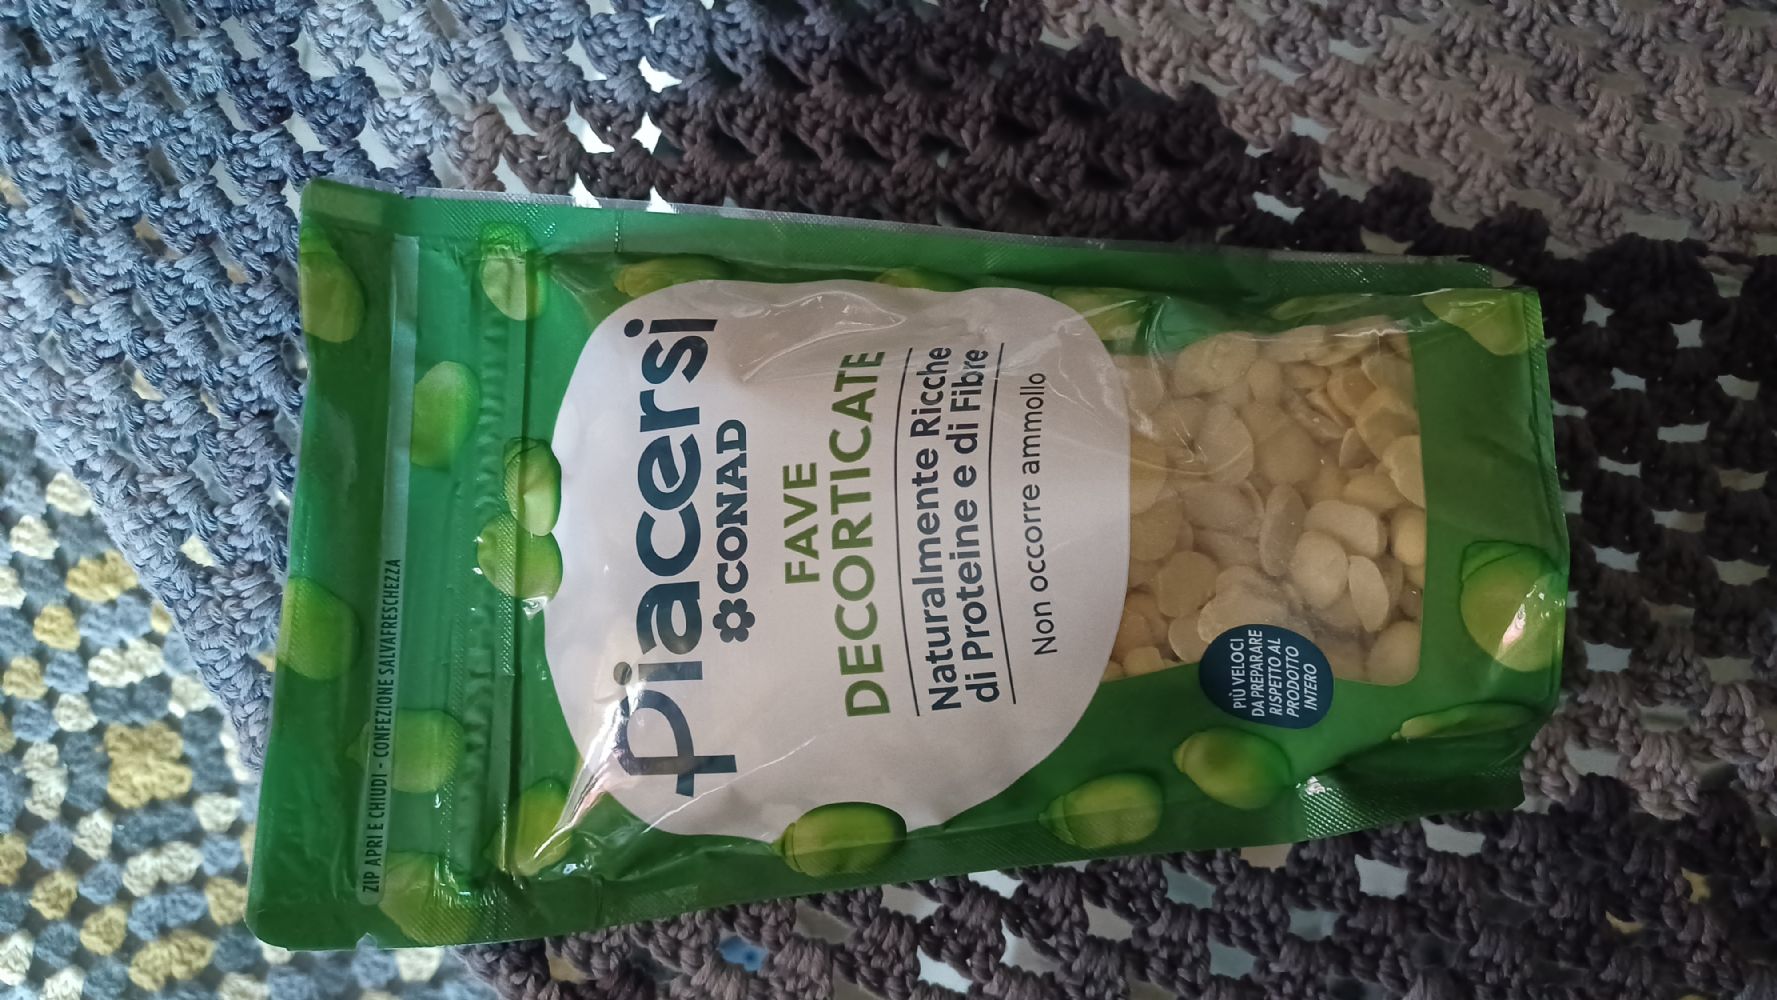 ZIP APRI E CHIUDI - CONFEZIONE SALVAFRESCHEZZA
piacersi
CONAD
FAVE
DECORTICATE
Naturalmente Ricche
di Proteine e di Fibre
Non occorre ammollo
PIÙ VELOCI
DA PREPARARE
RISPETTO AL
PRODOTTO
INTERO